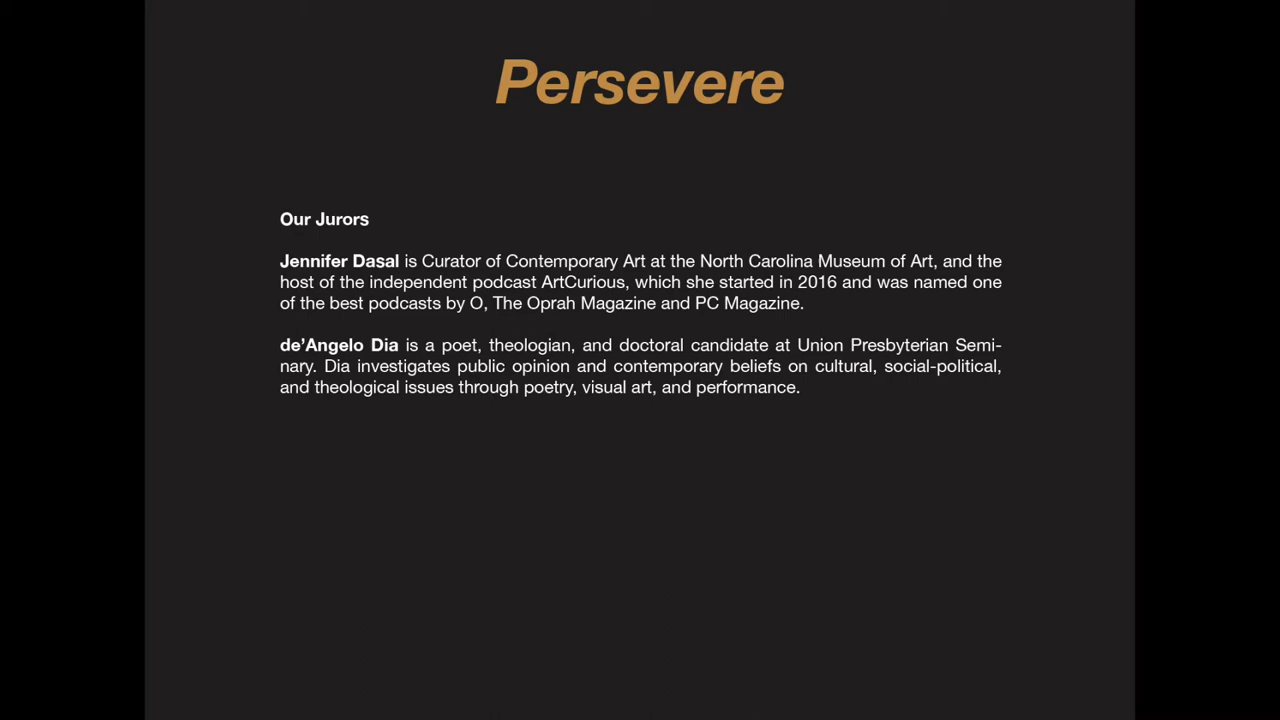 Persevere
Our Jurors
Jennifer Dasal is Curator of Contemporary Art at the North Carolina Museum of Art, and the
host of the independent podcast ArtCurious, which she started in 2016 and was named one
of the best podcasts by O, The Oprah Magazine and PC Magazine.
de’Angelo Dia is a poet, theologian, and doctoral candidate at Union Presbyterian Semi-
nary. Dia investigates public opinion and contemporary beliefs on cultural, social-political,
and theological issues through poetry, visual art, and performance.